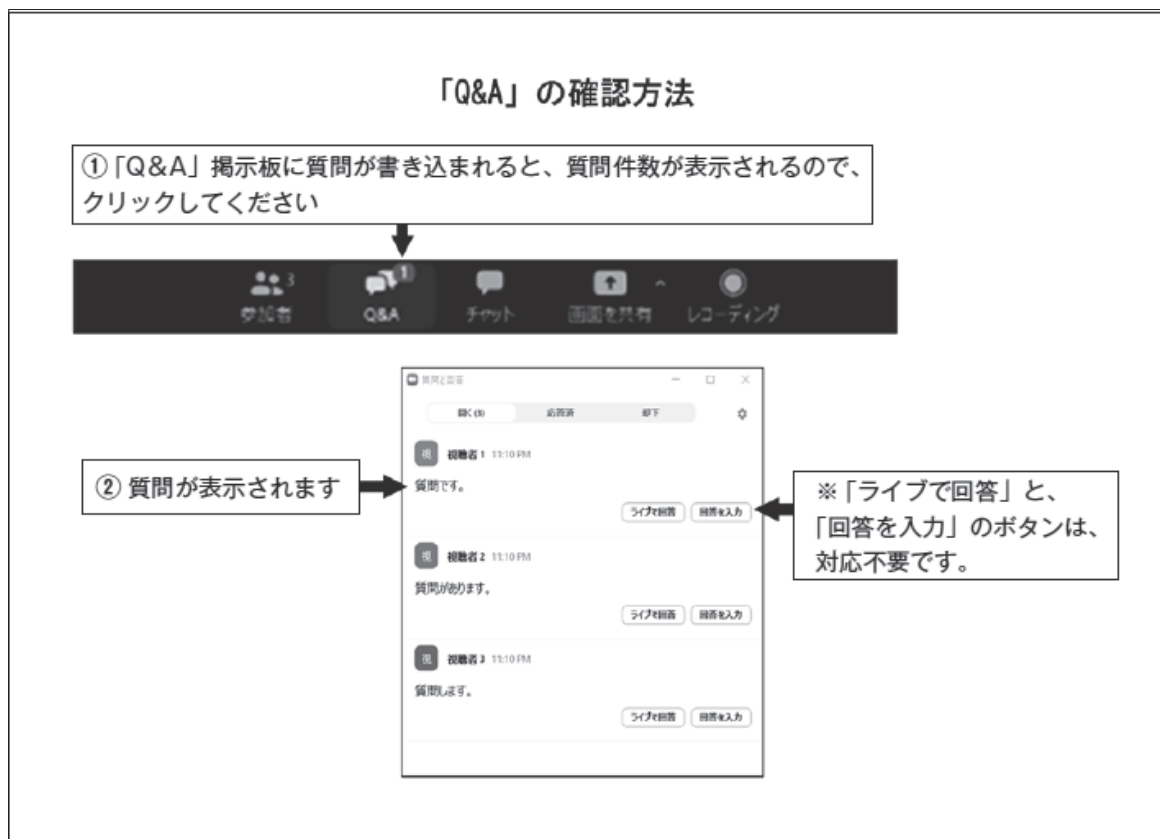 「Q&A」の確認方法
①「Q&A」掲示板に質問が書き込まれると、質問件数が表示されるので、
クリックしてください
3
1
参加者
Q&A
チャット
画面を共有
レコーディング
質問と回答
開く(3)
応答済
却下
視
視聴者 1 11:10 PM
質問です。
ライブで回答
回答を入力
② 質問が表示されます
※「ライブで回答」と、
「回答を入力」のボタンは、
対応不要です。
視
視聴者 2 11:10 PM
質問があります。
ライブで回答
回答を入力
視
視聴者 3 11:10 PM
質問します。
ライブで回答
回答を入力